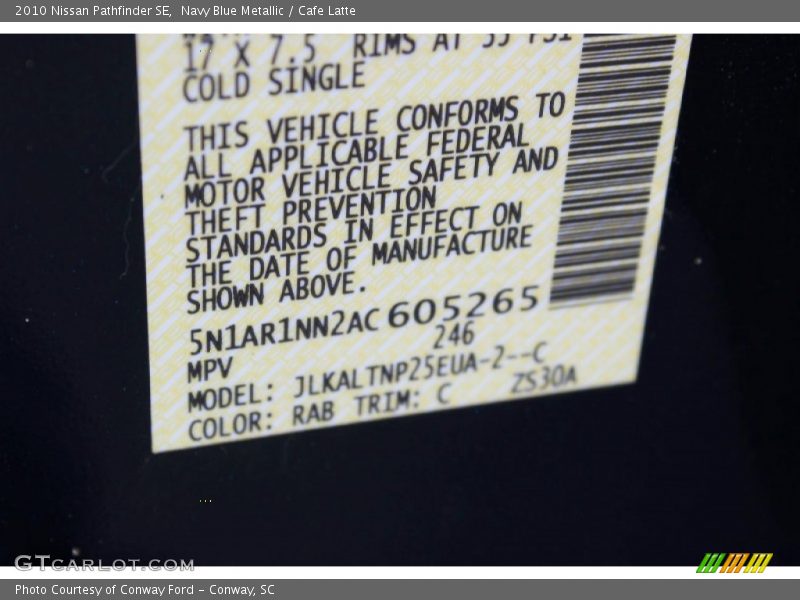 2010 Nissan Pathfinder SE, Navy Blue Metallic / Cafe Latte
17 X 7.5 RIMS AT 35 PSI
COLD SINGLE
THIS VEHICLE CONFORMS TO
ALL APPLICABLE FEDERAL
MOTOR VEHICLE SAFETY AND
THEFT PREVENTION
STANDARDS IN EFFECT ON
THE DATE OF MANUFACTURE
SHOWN ABOVE.
5N1AR1NN2AC605265
MPV 246
MODEL: JLKALTNP25EUA-2--C
COLOR: RAB TRIM: C ZS30A
GTCARLOT.COM
Photo Courtesy of Conway Ford – Conway, SC